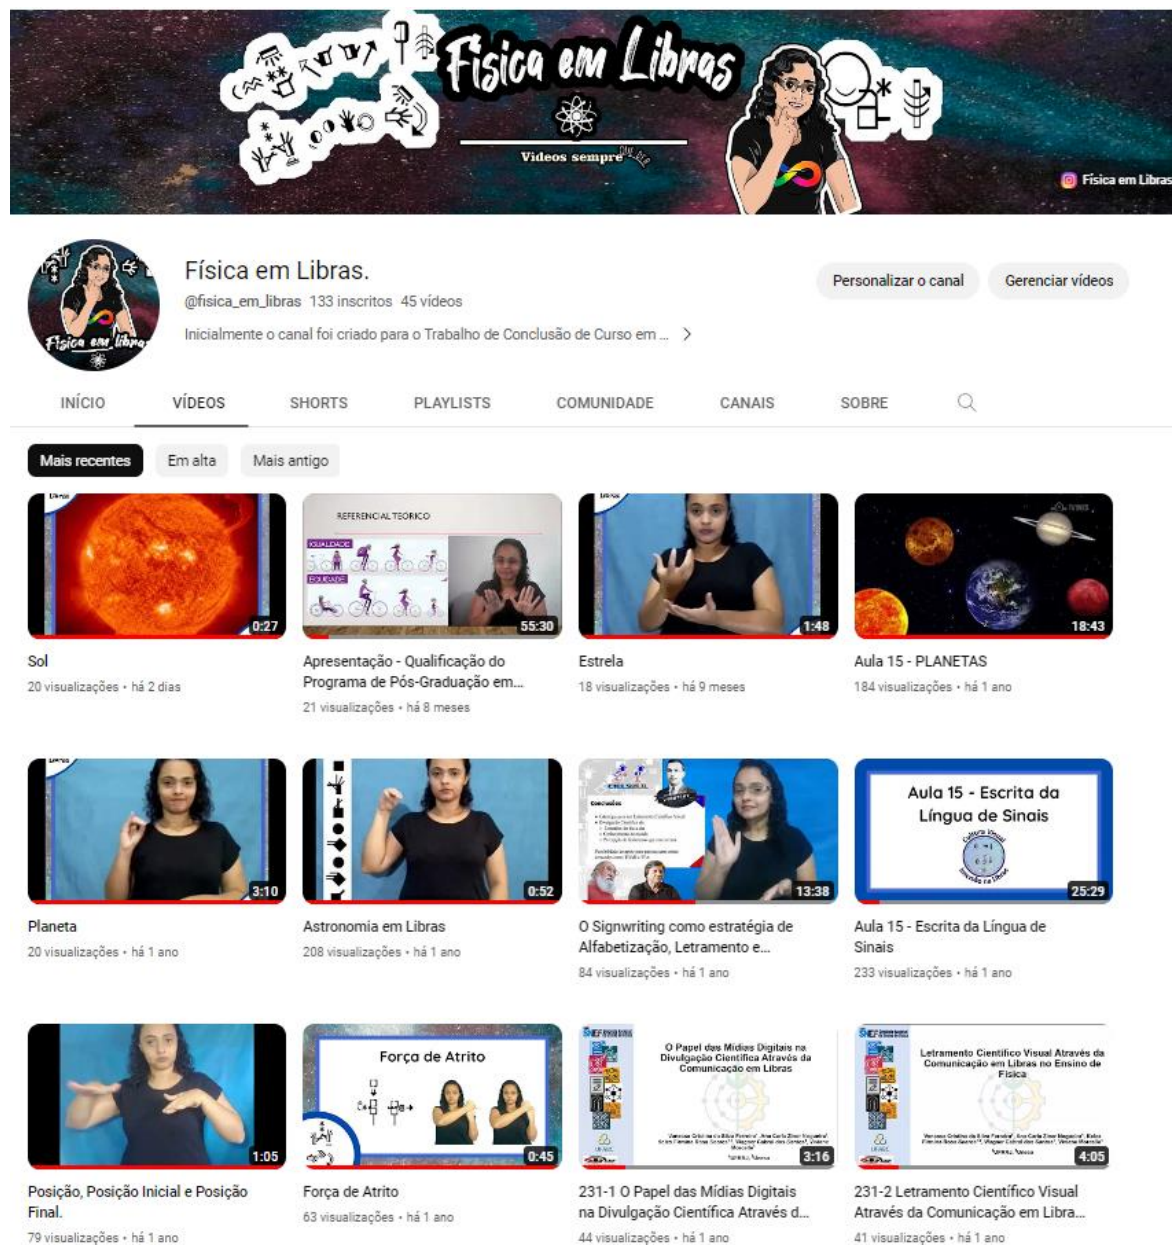 Física em Libras
Videos sempre
Física em Libras
Física em libras
Física em Libras.
@fisica_em_libras 133 inscritos 45 vídeos
Inicialmente o canal foi criado para o Trabalho de Conclusão de Curso em ...
Personalizar o canal
Gerenciar vídeos
INÍCIO VÍDEOS SHORTS PLAYLISTS COMUNIDADE CANAIS SOBRE
Mais recentes Em alta Mais antigo
Libras
0:27
Sol
20 visualizações • há 2 dias
REFERENCIAL TEÓRICO
IGUALDADE
EQUIDADE
55:30
Apresentação - Qualificação do
Programa de Pós-Graduação em...
21 visualizações • há 8 meses
Libras
1:48
Estrela
18 visualizações • há 9 meses
18:43
Aula 15 - PLANETAS
184 visualizações • há 1 ano
Libras
3:10
Planeta
20 visualizações • há 1 ano
0:52
Astronomia em Libras
208 visualizações • há 1 ano
Conclusões
13:38
O Signwriting como estratégia de
Alfabetização, Letramento e...
84 visualizações • há 1 ano
Aula 15 - Escrita da
Língua de Sinais
25:29
Aula 15 - Escrita da Língua de
Sinais
233 visualizações • há 1 ano
1:05
Posição, Posição Inicial e Posição
Final.
79 visualizações • há 1 ano
Força de Atrito
0:45
Força de Atrito
63 visualizações • há 1 ano
SNEF
O Papel das Mídias Digitais na
Divulgação Científica Através da
Comunicação em Libras
3:16
231-1 O Papel das Mídias Digitais
na Divulgação Científica Através d...
44 visualizações • há 1 ano
SNEF
Letramento Científico Visual Através da
Comunicação em Libras no Ensino de
Física
4:05
231-2 Letramento Científico Visual
Através da Comunicação em Libra...
41 visualizações • há 1 ano